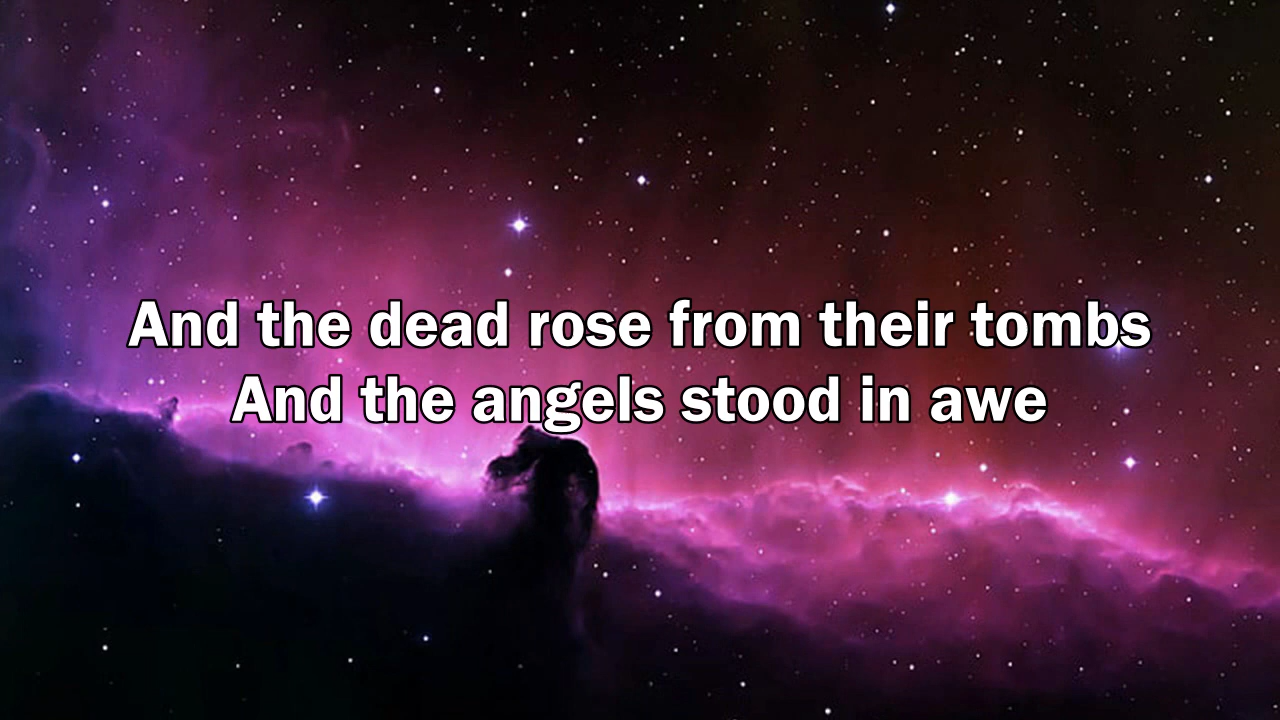 And the dead rose from their tombs
And the angels stood in awe